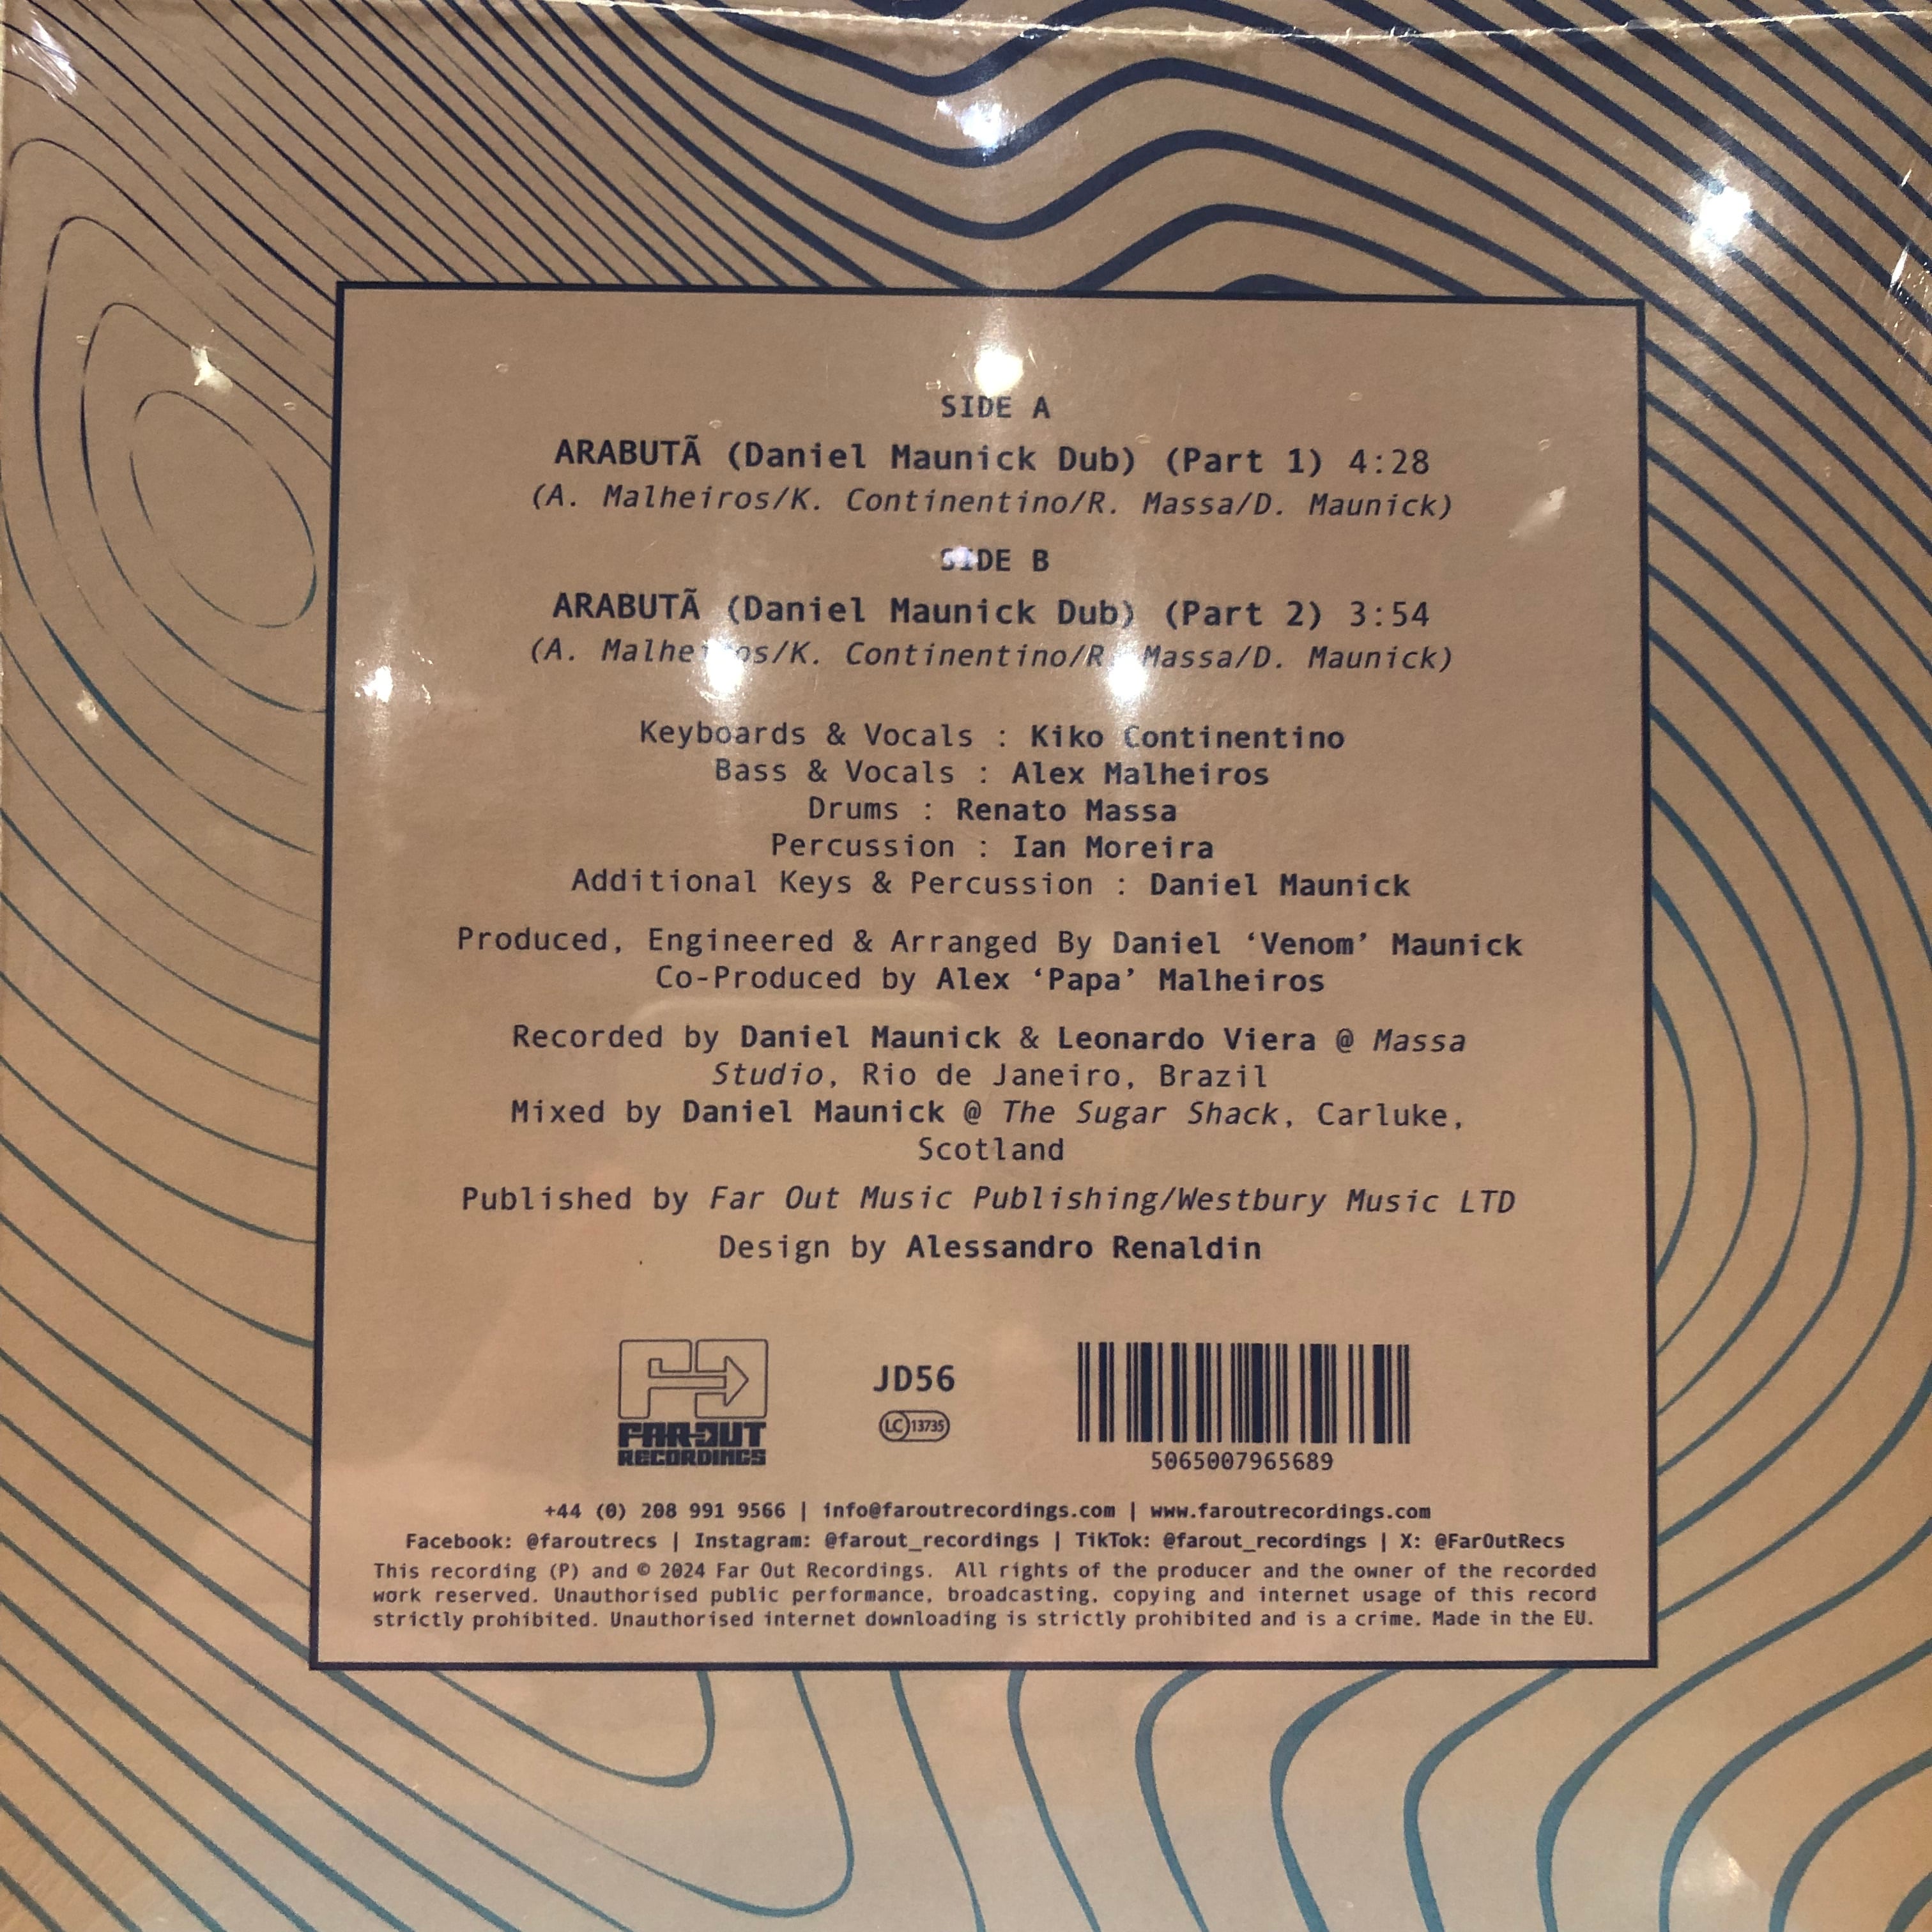 SIDE A
ARABUTÃ (Daniel Maunick Dub) (Part 1) 4:28
(A. Malheiros/K. Continentino/R. Massa/D. Maunick)
SIDE B
ARABUTÃ (Daniel Maunick Dub) (Part 2) 3:54
(A. Malheiros/K. Continentino/R. Massa/D. Maunick)
Keyboards & Vocals : Kiko Continentino
Bass & Vocals : Alex Malheiros
Drums : Renato Massa
Percussion : Ian Moreira
Additional Keys & Percussion : Daniel Maunick
Produced, Engineered & Arranged By Daniel ‘Venom’ Maunick
Co-Produced by Alex ‘Papa’ Malheiros
Recorded by Daniel Maunick & Leonardo Viera @ Massa
Studio, Rio de Janeiro, Brazil
Mixed by Daniel Maunick @ The Sugar Shack, Carluke,
Scotland
Published by Far Out Music Publishing/Westbury Music LTD
Design by Alessandro Renaldin
FAR OUT
RECORDINGS
JD56
LC 13735
5065007965689
+44 (0) 208 991 9566 | info@faroutrecordings.com | www.faroutrecordings.com
Facebook: @faroutrecs | Instagram: @farout_recordings | TikTok: @farout_recordings | X: @FarOutRecs
This recording (P) and © 2024 Far Out Recordings. All rights of the producer and the owner of the recorded
work reserved. Unauthorised public performance, broadcasting, copying and internet usage of this record
strictly prohibited. Unauthorised internet downloading is strictly prohibited and is a crime. Made in the EU.